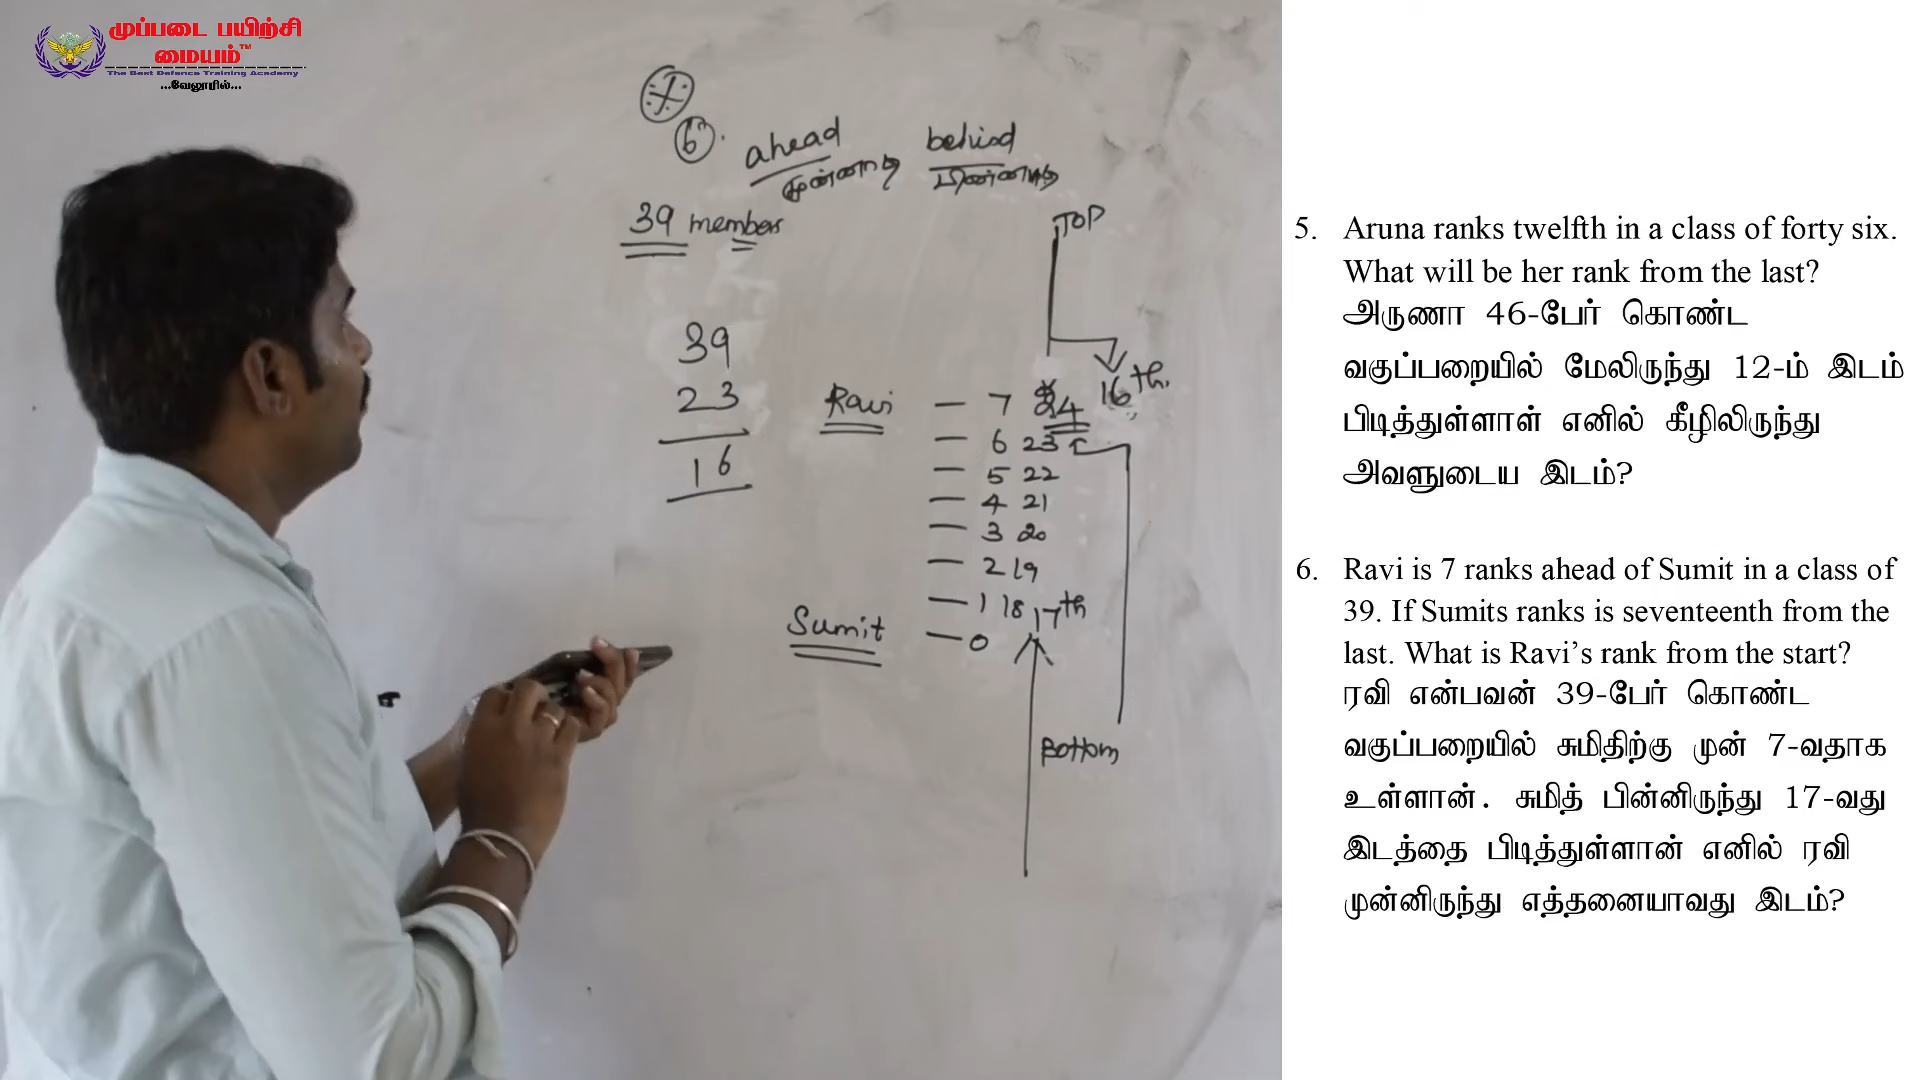 முப்படை பயிற்சி
மையம்™
The Best Defence Training Academy
...வேலூரில்...
6.
ahead behind
முன்னாடி பின்னாடி
39 members
TOP
39
23
16
16th.
Ravi — 7 24
— 6 23
— 5 22
— 4 21
— 3 20
— 2 19
— 1 18 17th
Sumit — 0
Bottom
5. Aruna ranks twelfth in a class of forty six.
What will be her rank from the last?
அருணா 46-பேர் கொண்ட
வகுப்பறையில் மேலிருந்து 12-ம் இடம்
பிடித்துள்ளாள் எனில் கீழிலிருந்து
அவளுடைய இடம்?
6. Ravi is 7 ranks ahead of Sumit in a class of
39. If Sumits ranks is seventeenth from the
last. What is Ravi's rank from the start?
ரவி என்பவன் 39-பேர் கொண்ட
வகுப்பறையில் சுமிதிற்கு முன் 7-வதாக
உள்ளான். சுமித் பின்னிருந்து 17-வது
இடத்தை பிடித்துள்ளான் எனில் ரவி
முன்னிருந்து எத்தனையாவது இடம்?